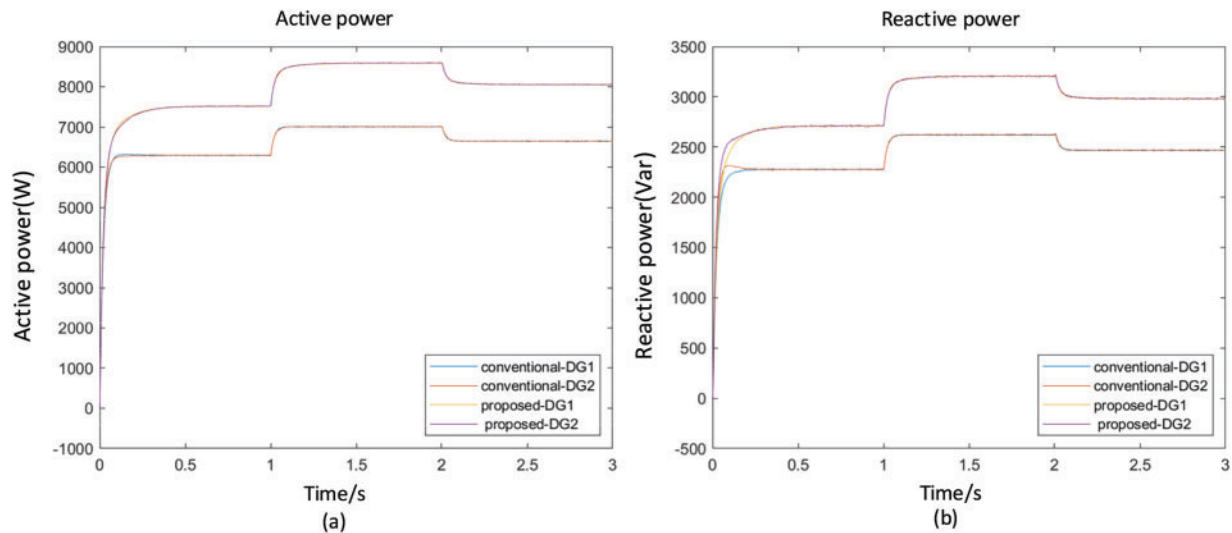 Active power
9000
8000
7000
6000
5000
4000
3000
2000
1000
0
-1000
Active power(W)
conventional-DG1
conventional-DG2
proposed-DG1
proposed-DG2
0 0.5 1 1.5 2 2.5 3
Time/s
(a)
Reactive power
3500
3000
2500
2000
1500
1000
500
0
-500
Reactive power(Var)
conventional-DG1
conventional-DG2
proposed-DG1
proposed-DG2
0 0.5 1 1.5 2 2.5 3
Time/s
(b)